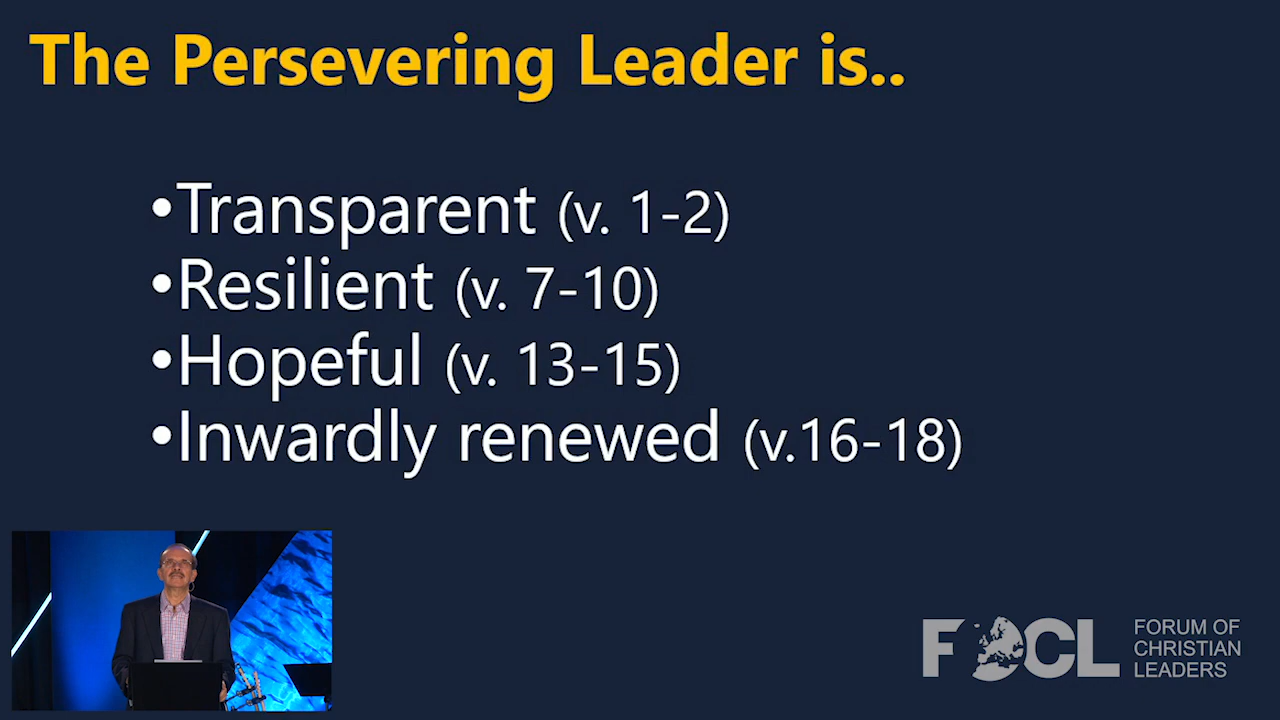 The Persevering Leader is..
•Transparent (v. 1-2)
•Resilient (v. 7-10)
•Hopeful (v. 13-15)
•Inwardly renewed (v.16-18)
FOCL
FORUM OF
CHRISTIAN
LEADERS